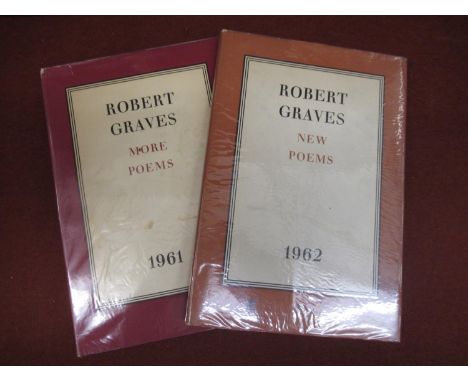 ROBERT
GRAVES
MORE
POEMS
1961
ROBERT
GRAVES
NEW
POEMS
1962